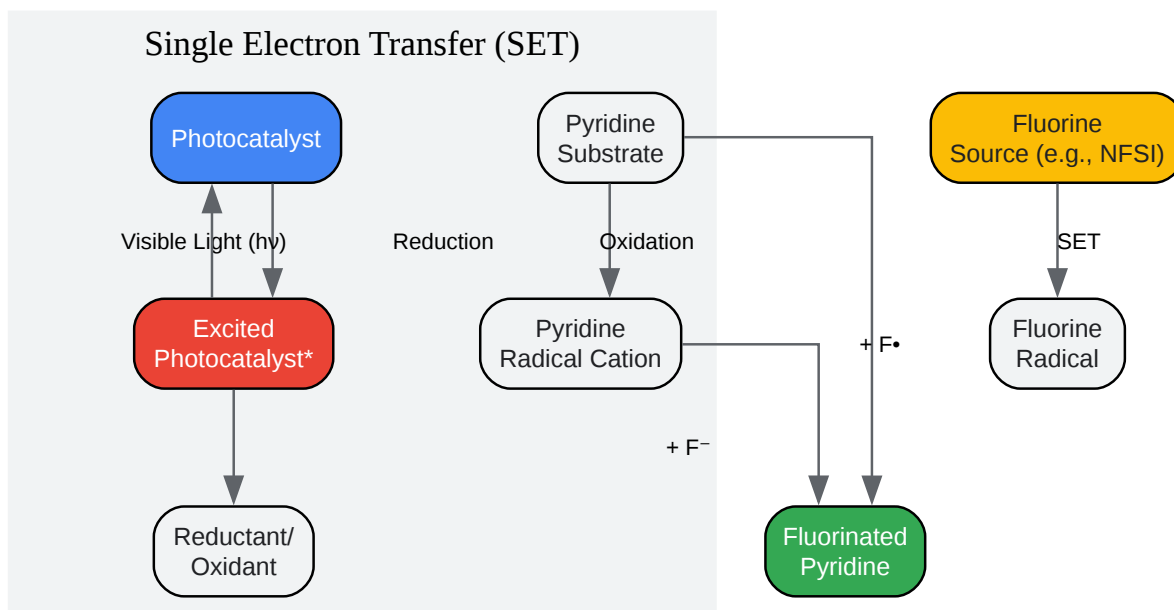 Single Electron Transfer (SET)
Photocatalyst
Pyridine
Substrate
Fluorine
Source (e.g., NFSI)
Visible Light (hν)
Reduction
Oxidation
SET
Excited
Photocatalyst*
Pyridine
Radical Cation
+ F•
Fluorine
Radical
+ F⁻
Reductant/
Oxidant
Fluorinated
Pyridine